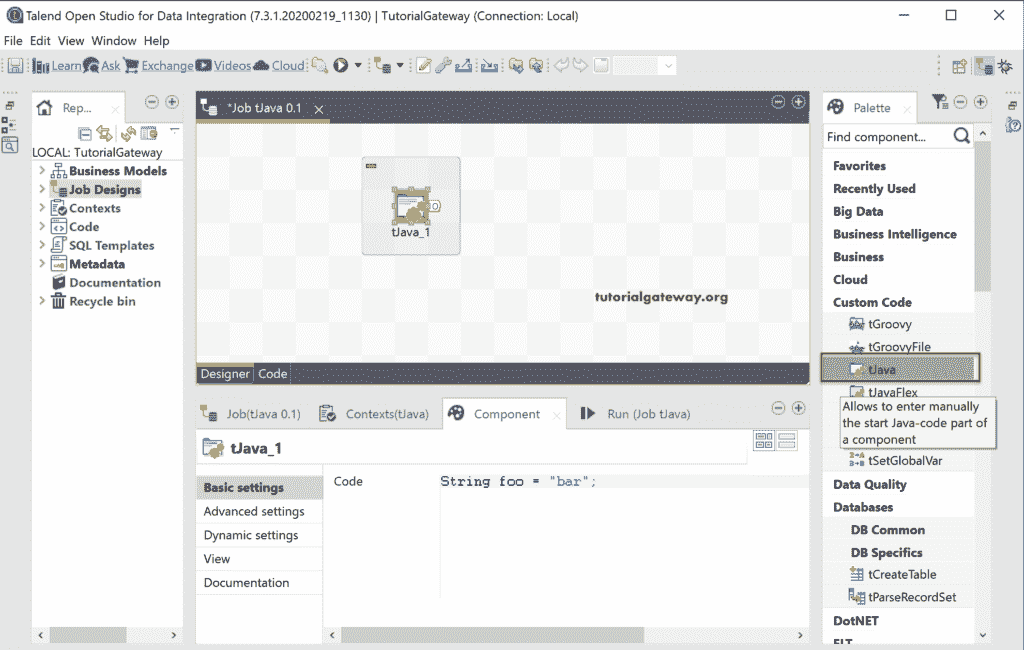 Talend Open Studio for Data Integration (7.3.1.20200219_1130) | TutorialGateway (Connection: Local)
File Edit View Window Help
Learn Ask Exchange Videos Cloud
Rep...
LOCAL: TutorialGateway
Business Models
Job Designs
Contexts
Code
SQL Templates
Metadata
Documentation
Recycle bin
*Job tJava 0.1
tJava_1
tutorialgateway.org
Designer Code
Job(tJava 0.1) Contexts(tJava) Component Run (Job tJava)
tJava_1
Basic settings
Advanced settings
Dynamic settings
View
Documentation
Code String foo = "bar";
Palette
Find component...
Favorites
Recently Used
Big Data
Business Intelligence
Business
Cloud
Custom Code
tGroovy
tGroovyFile
tJava
tJavaFlex
Allows to enter manually
the start Java-code part of
a component
tSetGlobalVar
Data Quality
Databases
DB Common
DB Specifics
tCreateTable
tParseRecordSet
DotNET
ELT